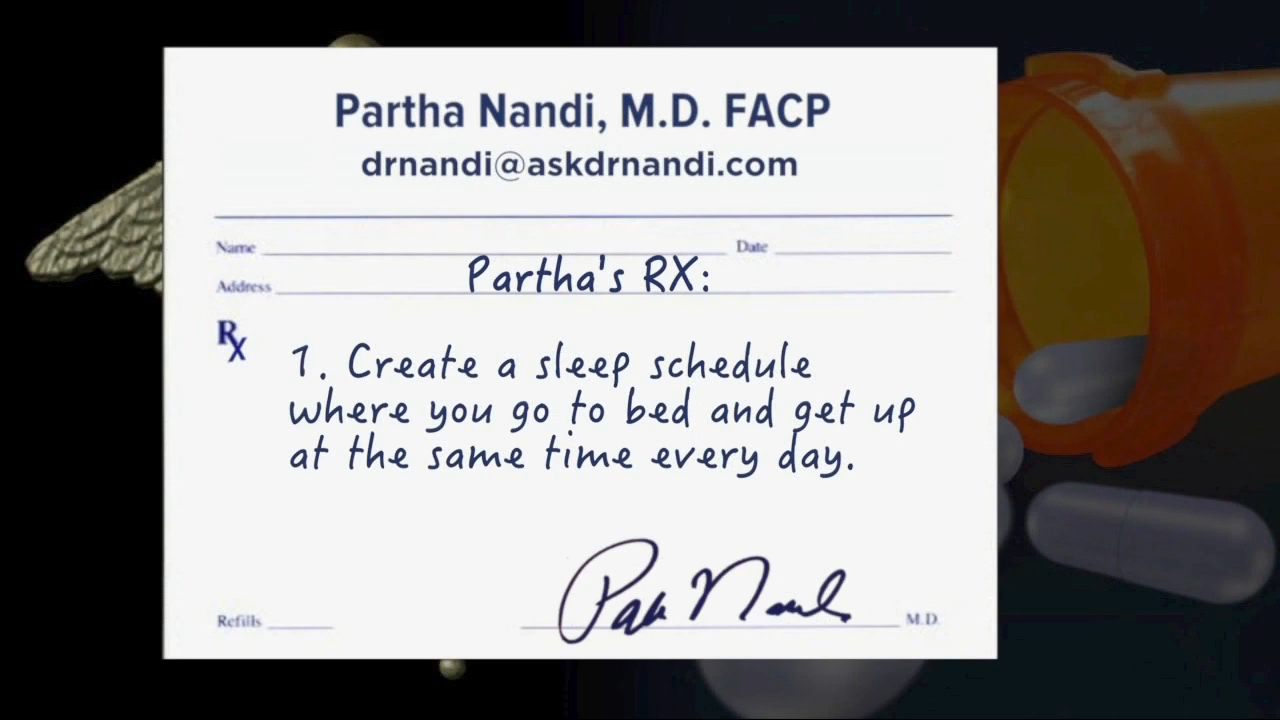 Partha Nandi, M.D. FACP
drnandi@askdrnandi.com
Name Date
Partha's RX:
Address
Rx
1. Create a sleep schedule
where you go to bed and get up
at the same time every day.
Refills M.D.